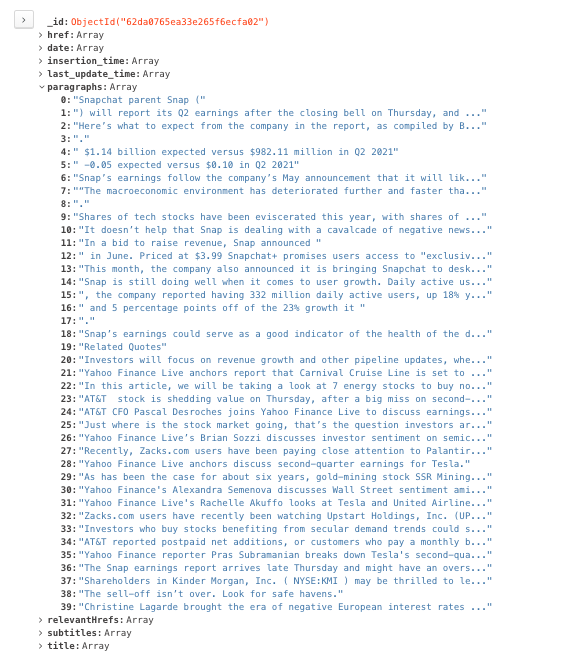 _id: ObjectId("62da0765ea33e265f6ecfa02")
href: Array
date: Array
insertion_time: Array
last_update_time: Array
paragraphs: Array
0: "Snapchat parent Snap ("
1: ") will report its Q2 earnings after the closing bell on Thursday, and ..."
2: "Here’s what to expect from the company in the report, as compiled by B..."
3: "."
4: " $1.14 billion expected versus $982.11 million in Q2 2021"
5: " −0.05 expected versus $0.10 in Q2 2021"
6: "Snap’s earnings follow the company’s May announcement that it will lik..."
7: "“The macroeconomic environment has deteriorated further and faster tha..."
8: "."
9: "Shares of tech stocks have been eviscerated this year, with shares of ..."
10: "It doesn’t help that Snap is dealing with a cavalcade of negative news..."
11: "In a bid to raise revenue, Snap announced "
12: " in June. Priced at $3.99 Snapchat+ promises users access to "exclusiv..."
13: "This month, the company also announced it is bringing Snapchat to desk..."
14: "Snap is still doing well when it comes to user growth. Daily active us..."
15: ", the company reported having 332 million daily active users, up 18% y..."
16: " and 5 percentage points off of the 23% growth it "
17: "."
18: "Snap’s earnings could serve as a good indicator of the health of the d..."
19: "Related Quotes"
20: "Investors will focus on revenue growth and other pipeline updates, whe..."
21: "Yahoo Finance Live anchors report that Carnival Cruise Line is set to ..."
22: "In this article, we will be taking a look at 7 energy stocks to buy no..."
23: "AT&T  stock is shedding value on Thursday, after a big miss on second-..."
24: "AT&T CFO Pascal Desroches joins Yahoo Finance Live to discuss earnings..."
25: "Just where is the stock market going, that’s the question investors ar..."
26: "Yahoo Finance Live’s Brian Sozzi discusses investor sentiment on semic..."
27: "Recently, Zacks.com users have been paying close attention to Palantir..."
28: "Yahoo Finance Live anchors discuss second-quarter earnings for Tesla."
29: "As has been the case for about six years, gold-mining stock SSR Mining..."
30: "Yahoo Finance's Alexandra Semenova discusses Wall Street sentiment ami..."
31: "Yahoo Finance Live's Rachelle Akuffo looks at Tesla and United Airline..."
32: "Zacks.com users have recently been watching Upstart Holdings, Inc. (UP..."
33: "Investors who buy stocks benefiting from secular demand trends could s..."
34: "AT&T reported postpaid net additions, or customers who pay a monthly b..."
35: "Yahoo Finance reporter Pras Subramanian breaks down Tesla's second-qua..."
36: "The Snap earnings report arrives late Thursday and might have an overs..."
37: "Shareholders in Kinder Morgan, Inc. ( NYSE:KMI ) may be thrilled to le..."
38: "The sell-off isn’t over. Look for safe havens."
39: "Christine Lagarde brought the era of negative European interest rates ..."
relevantHrefs: Array
subtitles: Array
title: Array